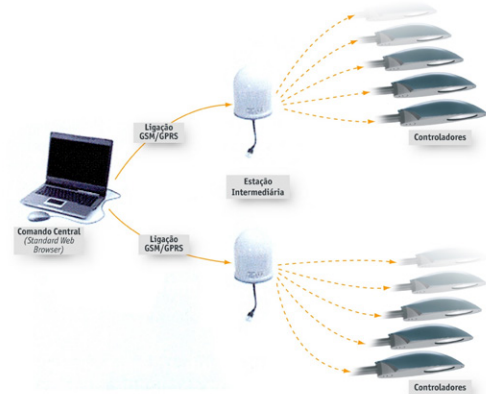 Ligação
GSM/GPRS
Controladores
Estação
Intermediária
Comando Central
(Standard Web
Browser)
Ligação
GSM/GPRS
Controladores